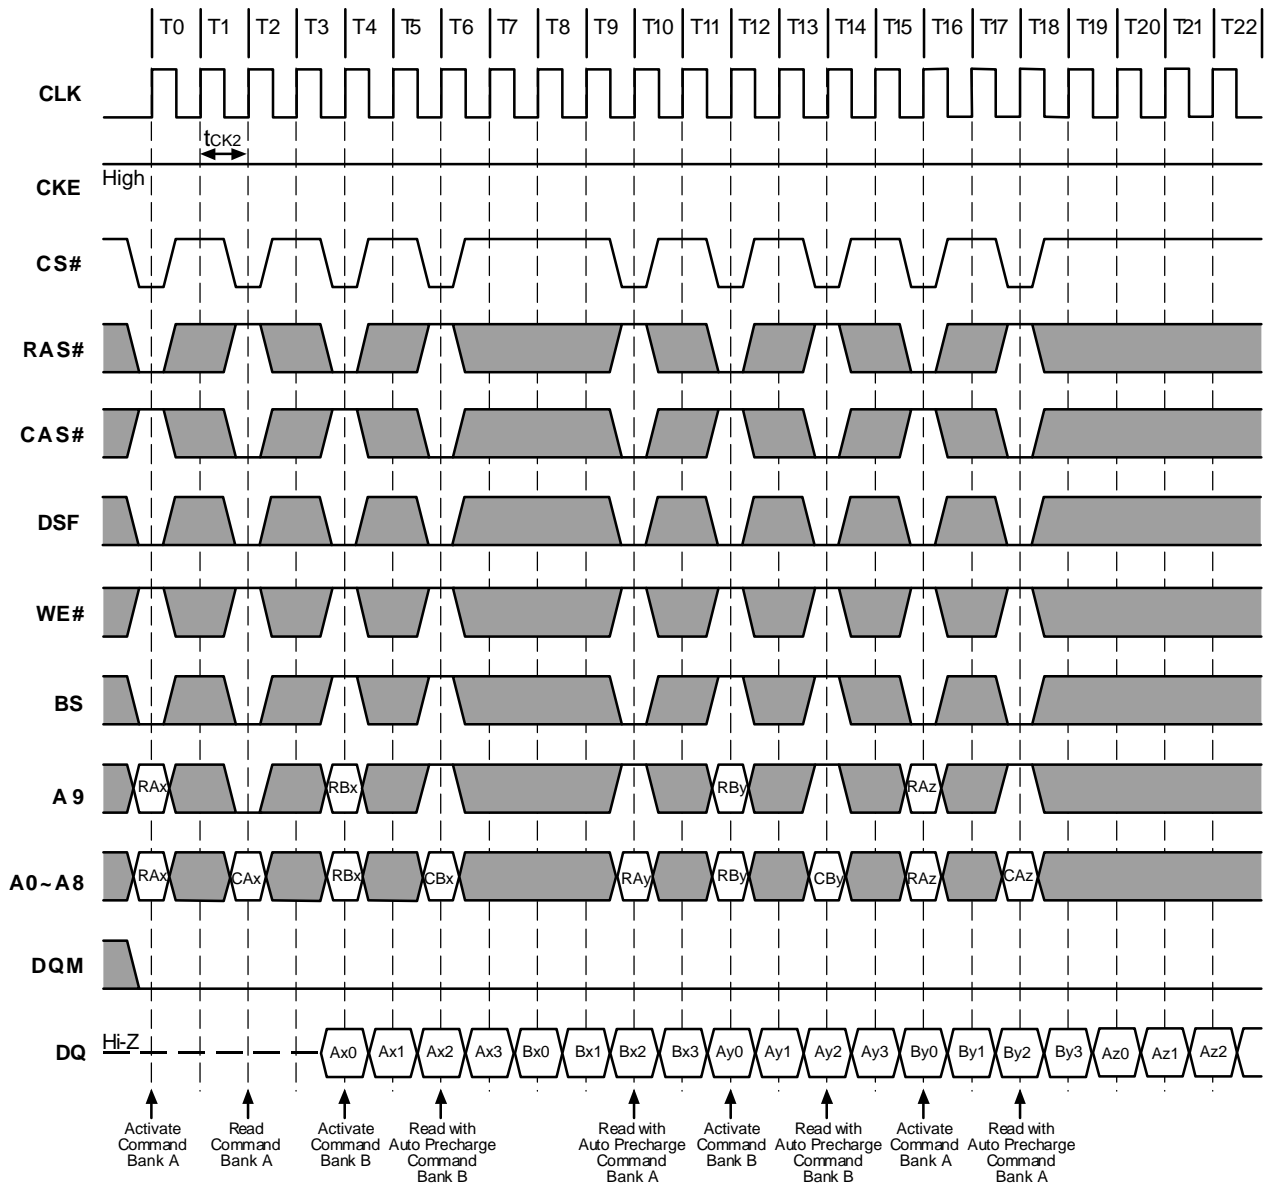 T0 T1 T2 T3 T4 T5 T6 T7 T8 T9 T10 T11 T12 T13 T14 T15 T16 T17 T18 T19 T20 T21 T22
CLK
tCK2
High
CKE
CS#
RAS#
CAS#
DSF
WE#
BS
A9
RAx RBx RBy RAz
A0~A8
RAx CAx RBx CBx RAy RBy CBy RAz CAz
DQM
Hi-Z
DQ
Ax0 Ax1 Ax2 Ax3 Bx0 Bx1 Bx2 Bx3 Ay0 Ay1 Ay2 Ay3 By0 By1 By2 By3 Az0 Az1 Az2
Activate
Command
Bank A
Read
Command
Bank A
Activate
Command
Bank B
Read with
Auto Precharge
Command
Bank B
Read with
Auto Precharge
Command
Bank A
Activate
Command
Bank B
Read with
Auto Precharge
Command
Bank B
Activate
Command
Bank A
Read with
Auto Precharge
Command
Bank A